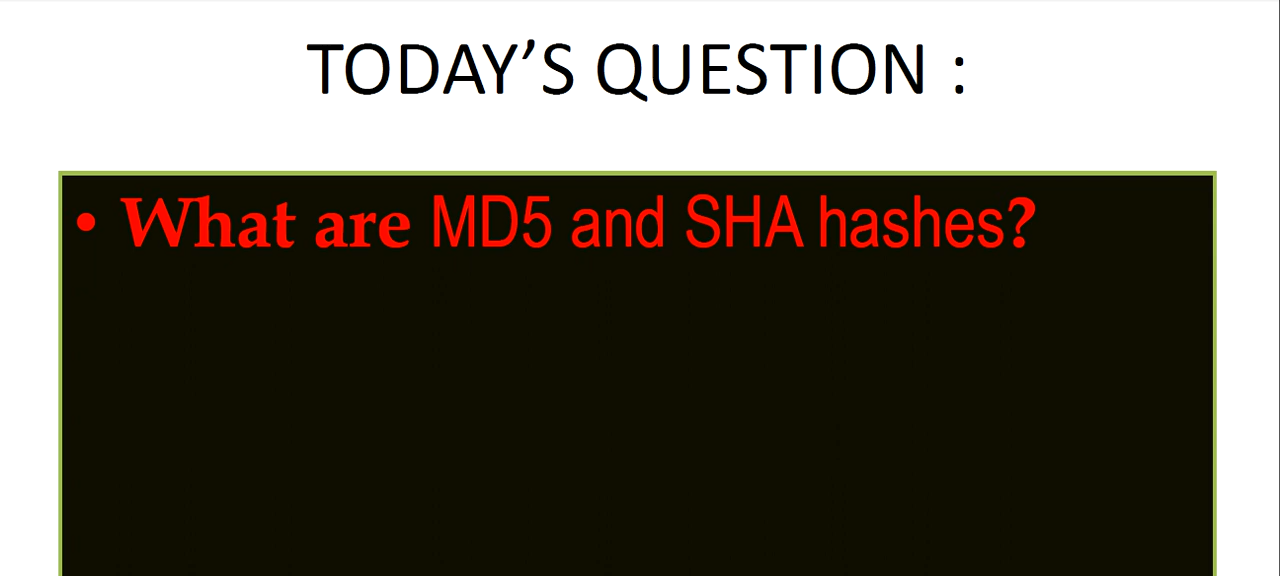 TODAY’S QUESTION :
• What are MD5 and SHA hashes?